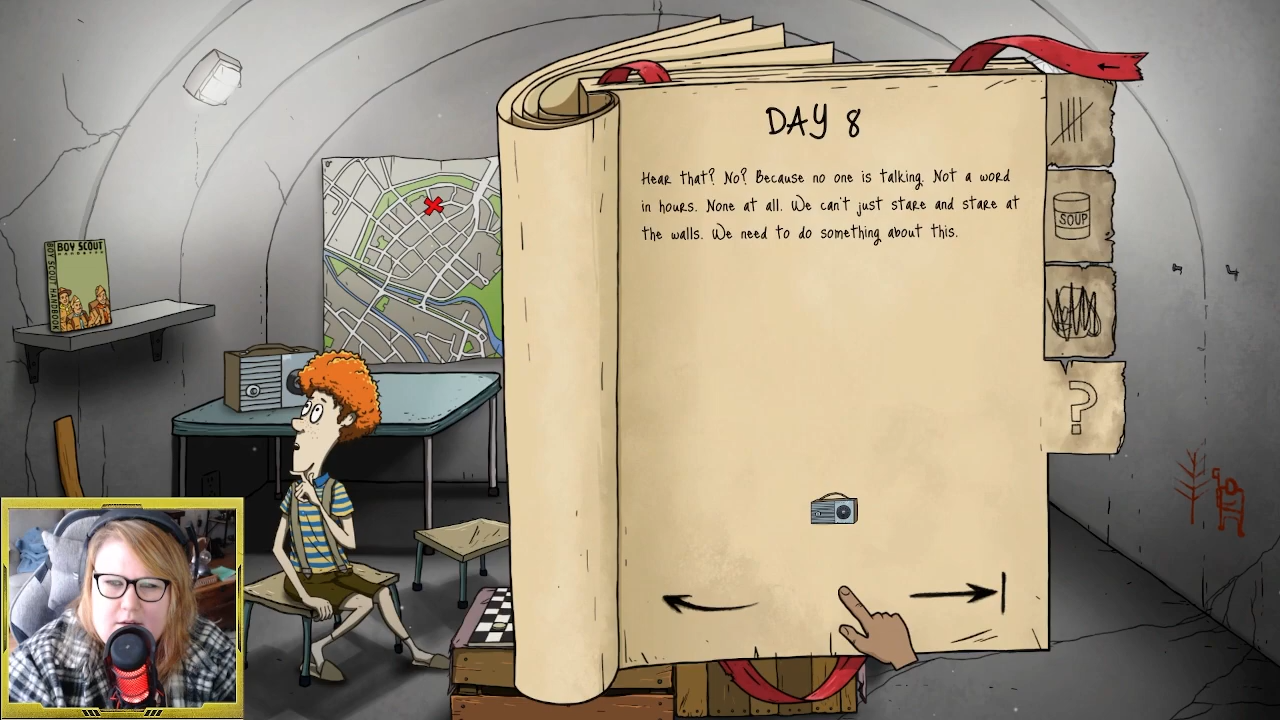 DAY 8
Hear that? No? Because no one is talking. Not a word
in hours. None at all. We can't just stare and stare at
the walls. We need to do something about this.
SOUP
?
BOY SCOUT
HANDBOOK
BOY SCOUT HANDBOOK